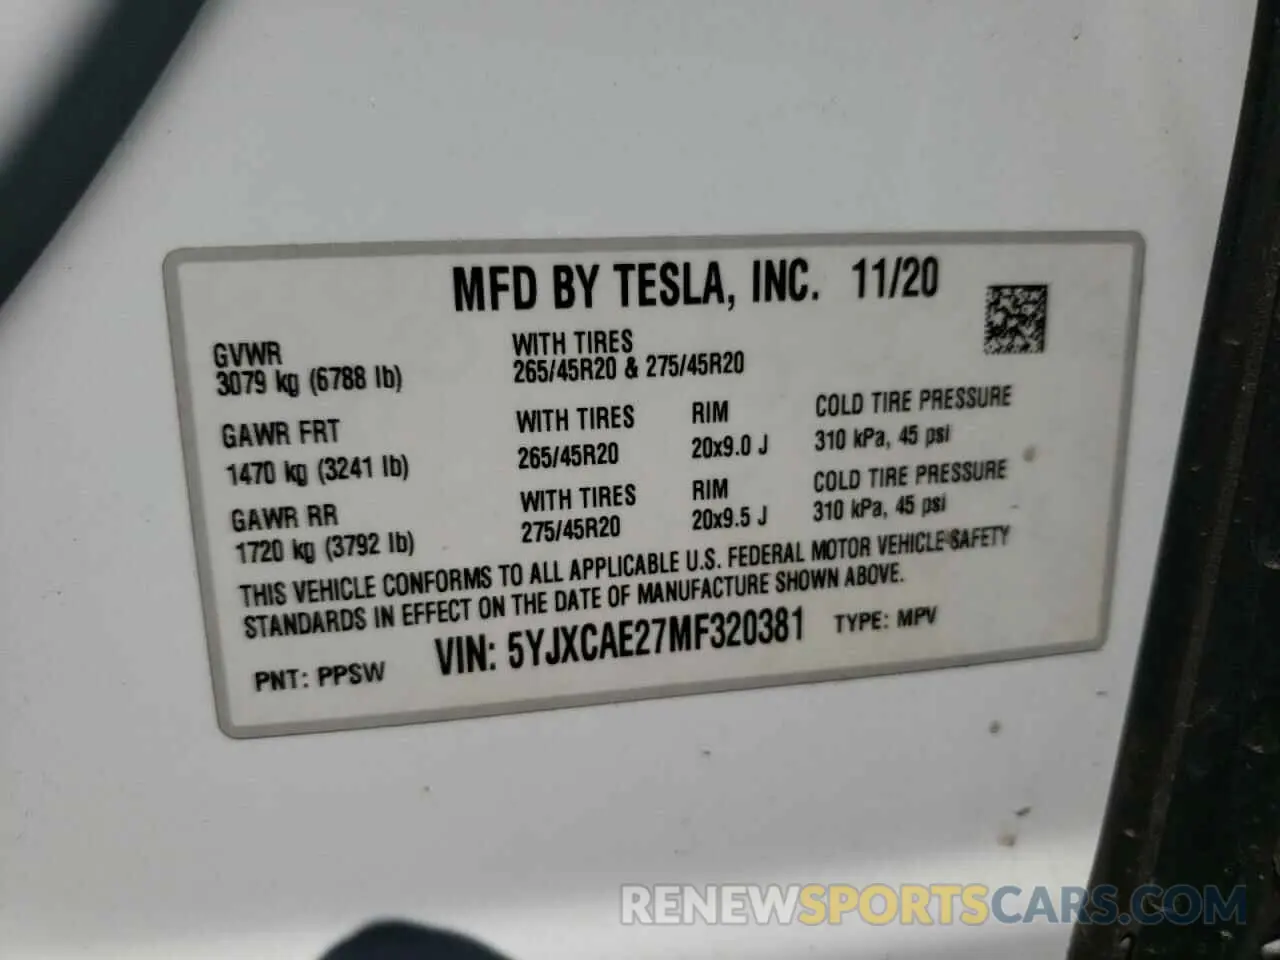 MFD BY TESLA, INC. 11/20
GVWR
3079 kg (6788 lb)
WITH TIRES
265/45R20 & 275/45R20
GAWR FRT
1470 kg (3241 lb)
WITH TIRES
265/45R20
RIM
20x9.0 J
COLD TIRE PRESSURE
310 kPa, 45 psi
GAWR RR
1720 kg (3792 lb)
WITH TIRES
275/45R20
RIM
20x9.5 J
COLD TIRE PRESSURE
310 kPa, 45 psi
THIS VEHICLE CONFORMS TO ALL APPLICABLE U.S. FEDERAL MOTOR VEHICLE SAFETY
STANDARDS IN EFFECT ON THE DATE OF MANUFACTURE SHOWN ABOVE.
PNT: PPSW VIN: 5YJXCAE27MF320381 TYPE: MPV
RENEWSPORTSCARS.COM